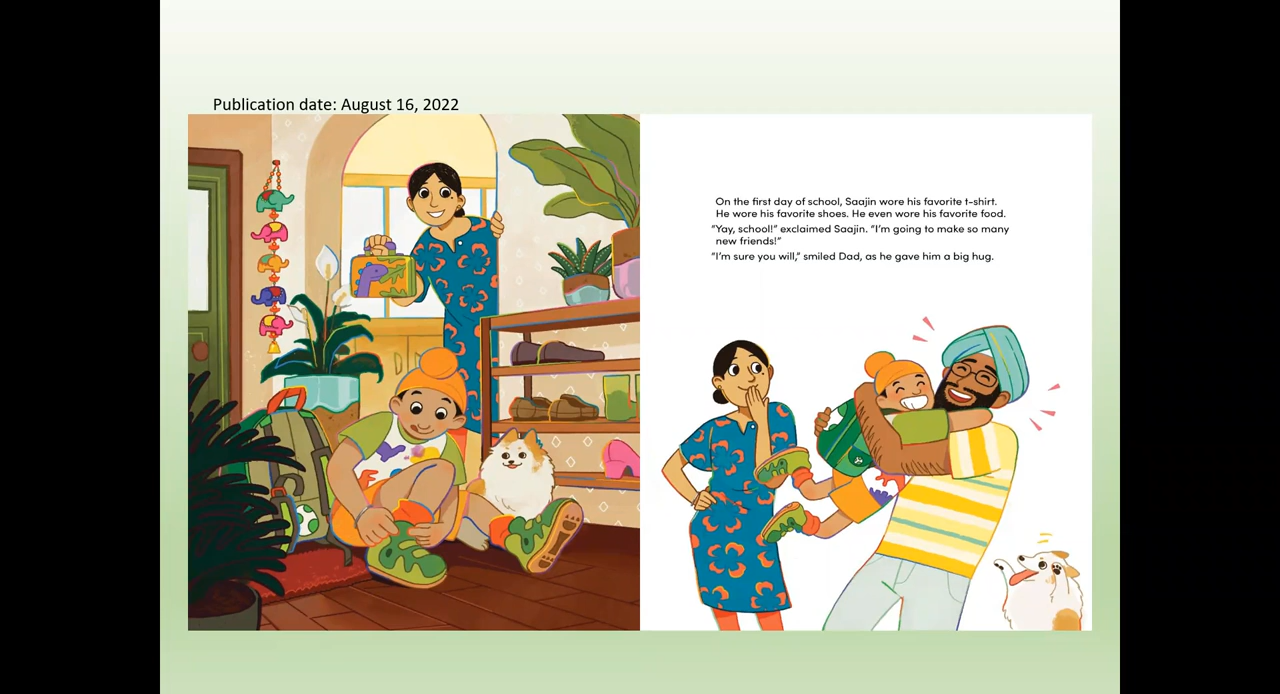 Publication date: August 16, 2022
On the first day of school, Saajin wore his favorite t-shirt.
He wore his favorite shoes. He even wore his favorite food.
"Yay, school!" exclaimed Saajin. "I'm going to make so many
new friends!"
"I'm sure you will," smiled Dad, as he gave him a big hug.